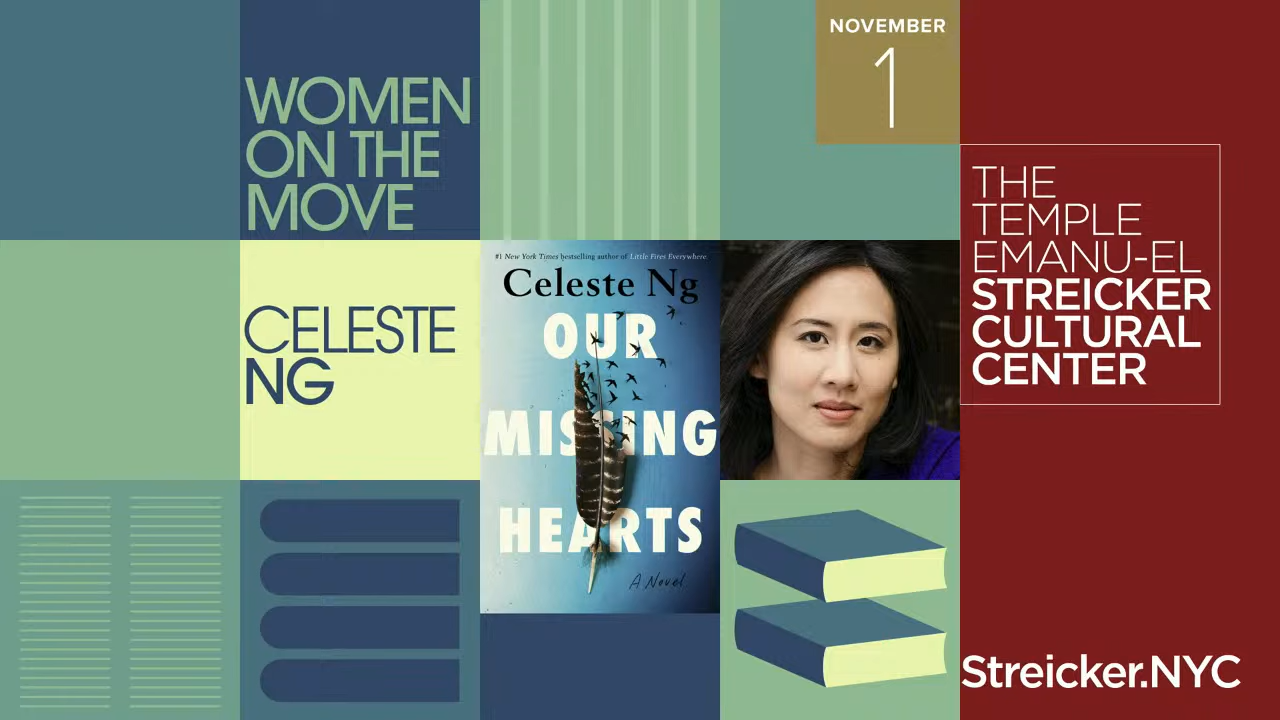 WOMEN
ON THE
MOVE
NOVEMBER
1
THE
TEMPLE
EMANU-EL
STREICKER
CULTURAL
CENTER
CELESTE
NG
#1 New York Times bestselling author of Little Fires Everywhere
Celeste Ng
OUR
MISSING
HEARTS
A Novel
Streicker.NYC